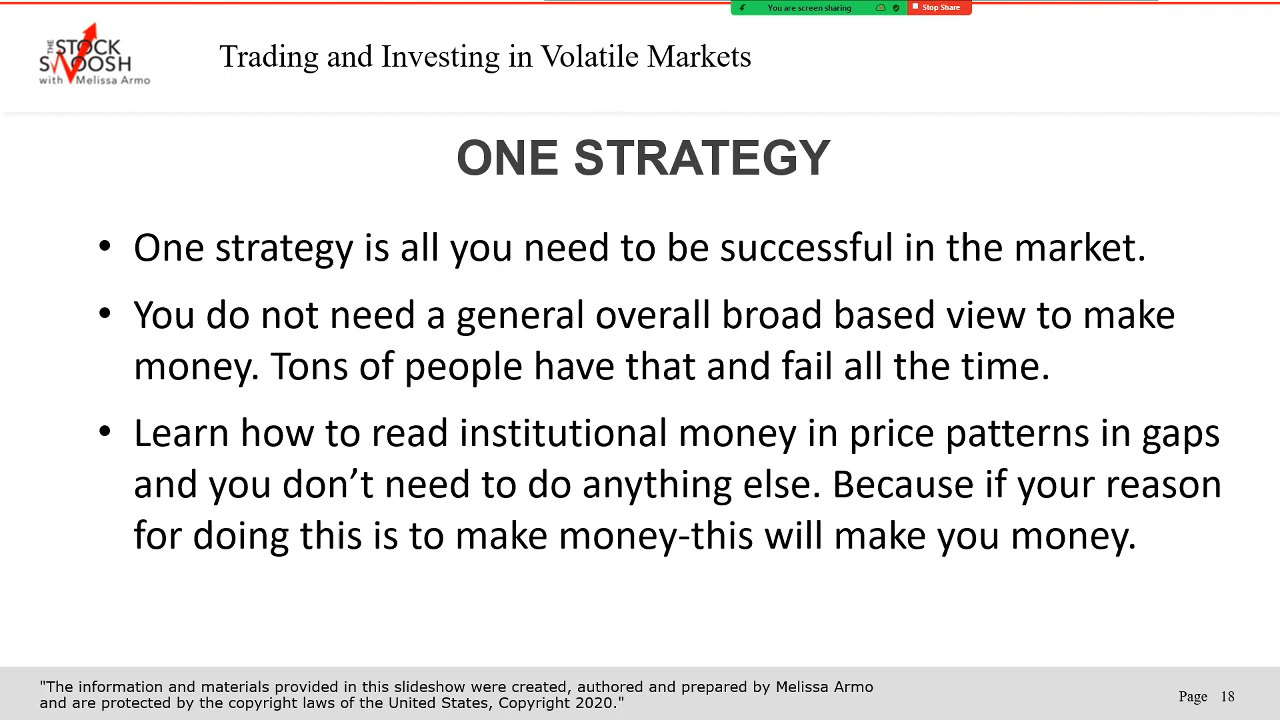 You are screen sharing
Stop Share
THE
STOCK
SWOOSH
with Melissa Armo
Trading and Investing in Volatile Markets
ONE STRATEGY
• One strategy is all you need to be successful in the market.
• You do not need a general overall broad based view to make
money. Tons of people have that and fail all the time.
• Learn how to read institutional money in price patterns in gaps
and you don’t need to do anything else. Because if your reason
for doing this is to make money-this will make you money.
"The information and materials provided in this slideshow were created, authored and prepared by Melissa Armo
and are protected by the copyright laws of the United States, Copyright 2020."
Page 18